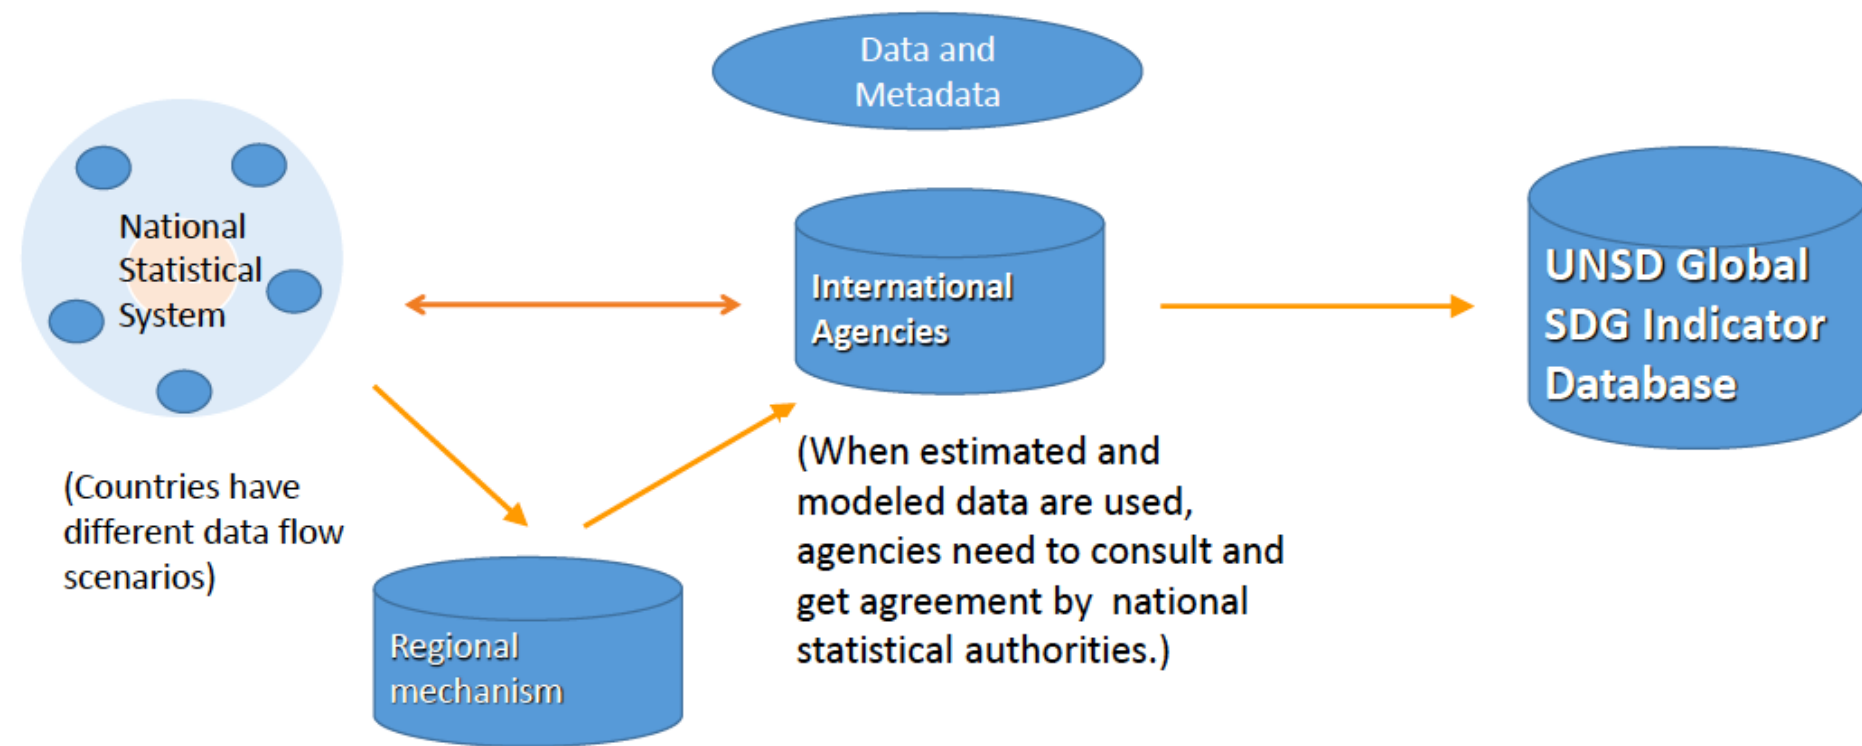 Data and
Metadata
National
Statistical
System
International
Agencies
UNSD Global
SDG Indicator
Database
(Countries have
different data flow
scenarios)
(When estimated and
modeled data are used,
agencies need to consult and
get agreement by national
statistical authorities.)
Regional
mechanism